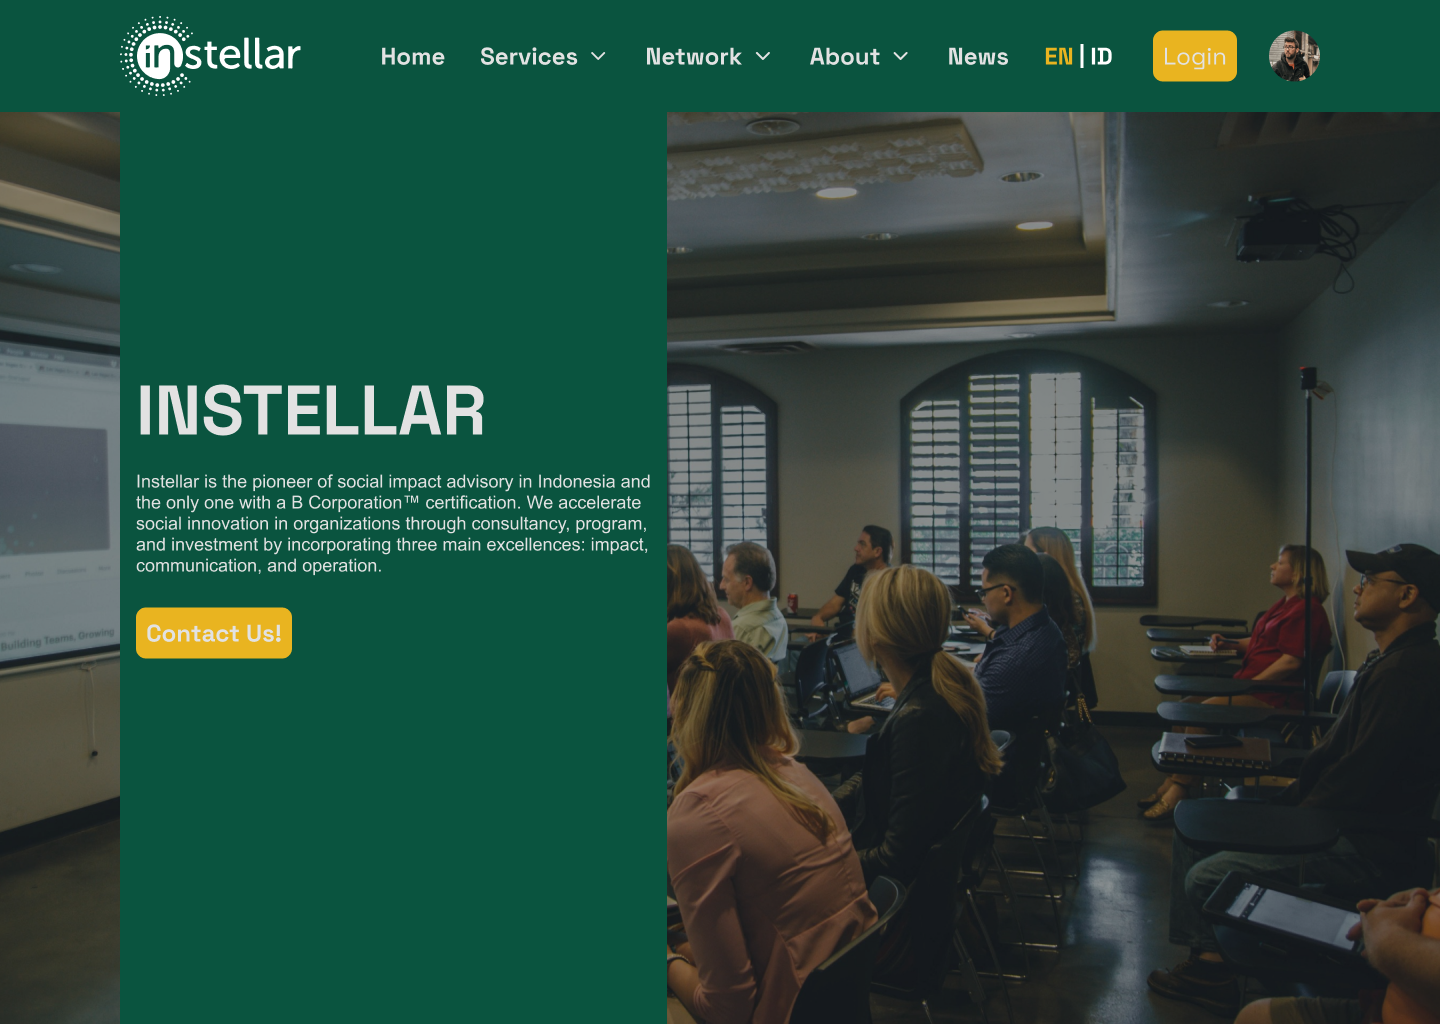 instellar
Home Services Network About News EN | ID Login
INSTELLAR
Instellar is the pioneer of social impact advisory in Indonesia and
the only one with a B Corporation™ certification. We accelerate
social innovation in organizations through consultancy, program,
and investment by incorporating three main excellences: impact,
communication, and operation.
Building Teams, Growing
Contact Us!